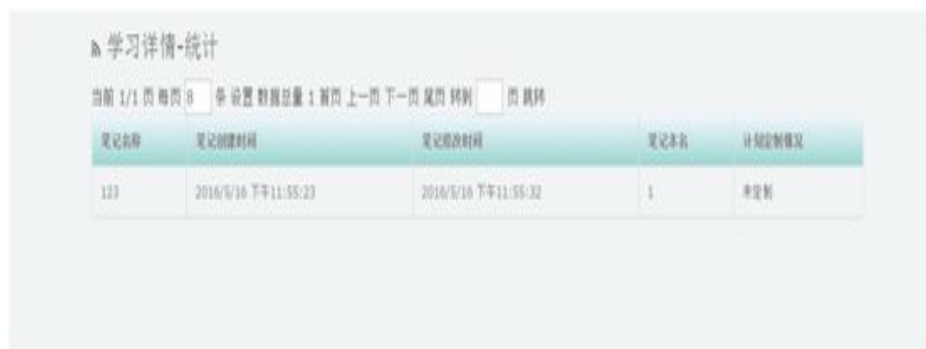 学习详情-统计
当前 1/1 页 每页 8 条 设置 数据总量 1 首页 上一页 下一页 尾页 转到 页 跳转
笔记名称 笔记创建时间 笔记修改时间 笔记本名 计划定制情况
123 2016/5/16 下午11:55:23 2016/5/16 下午11:55:32 1 未定制